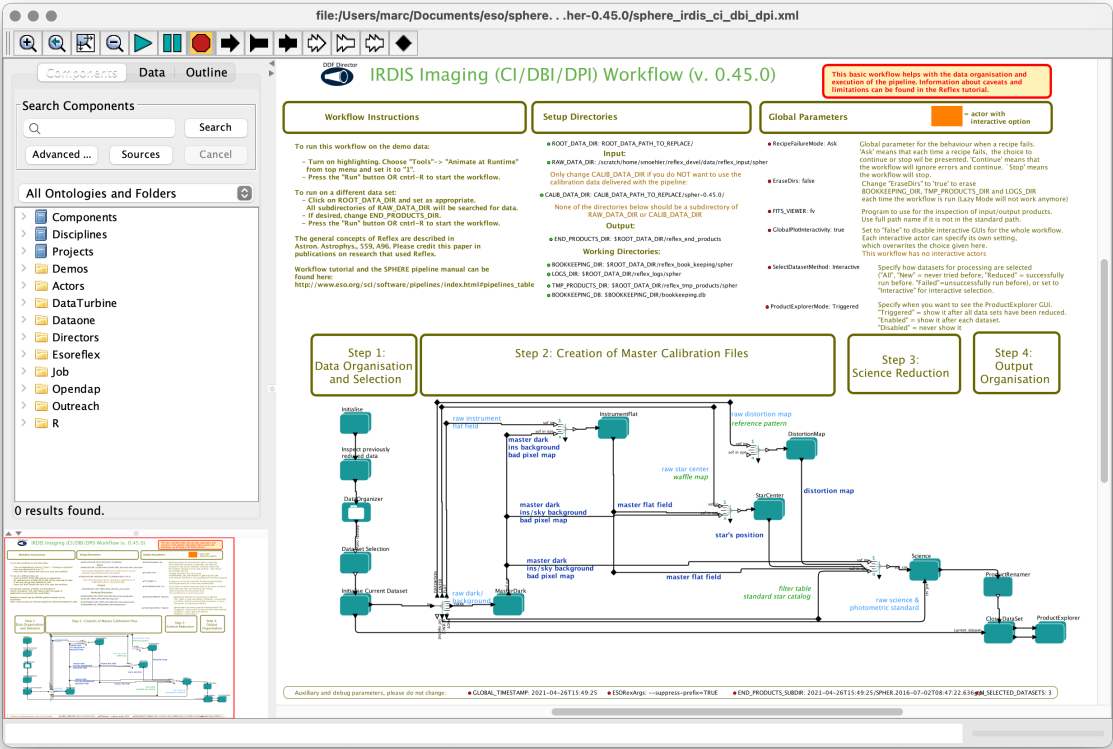 file:/Users/marc/Documents/eso/sphere. . .her-0.45.0/sphere_irdis_ci_dbi_dpi.xml
Components Data Outline
Search Components
Search
Advanced ... Sources Cancel
All Ontologies and Folders
Components
Disciplines
Projects
Demos
Actors
DataTurbine
Dataone
Directors
Esoreflex
Job
Opendap
Outreach
R
0 results found.
DDF Director
IRDIS Imaging (CI/DBI/DPI) Workflow (v. 0.45.0)
This basic workflow helps with the data organisation and
execution of the pipeline. Information about caveats and
limitations can be found in the Reflex tutorial.
Workflow Instructions
To run this workflow on the demo data:
- Turn on highlighting. Choose "Tools"-> "Animate at Runtime"
from top menu and set it to "1".
- Press the "Run" button OR cntrl-R to start the workflow.
To run on a different data set:
- Click on ROOT_DATA_DIR and set as appropriate.
All subdirectories of RAW_DATA_DIR will be searched for data.
- If desired, change END_PRODUCTS_DIR.
- Press the "Run" button OR cntrl-R to start the workflow.
The general concepts of Reflex are described in
Astron. Astrophys., 559, A96. Please credit this paper in
publications on research that used Reflex.
Workflow tutorial and the SPHERE pipeline manual can be
found here:
http://www.eso.org/sci/software/pipelines/index.html#pipelines_table
Setup Directories
ROOT_DATA_DIR: ROOT_DATA_PATH_TO_REPLACE/
Input:
RAW_DATA_DIR: /scratch/home/smoehler/reflex_devel/data/reflex_input/spher
Only change CALIB_DATA_DIR if you do NOT want to use the
calibration data delivered with the pipeline:
CALIB_DATA_DIR: CALIB_DATA_PATH_TO_REPLACE/spher-0.45.0/
None of the directories below should be a subdirectory of
RAW_DATA_DIR or CALIB_DATA_DIR
Output:
END_PRODUCTS_DIR: $ROOT_DATA_DIR/reflex_end_products
Working Directories:
BOOKKEEPING_DIR: $ROOT_DATA_DIR/reflex_book_keeping/spher
LOGS_DIR: $ROOT_DATA_DIR/reflex_logs/spher
TMP_PRODUCTS_DIR: $ROOT_DATA_DIR/reflex_tmp_products/spher
BOOKKEEPING_DB: $BOOKKEEPING_DIR/bookkeeping.db
Global Parameters
= actor with
interactive option
RecipeFailureMode: Ask
Global parameter for the behaviour when a recipe fails.
'Ask' means that each time a recipe fails, the choice to
continue or stop wil be presented. 'Continue' means that
the workflow will ignore errors and continue. 'Stop' means
the workflow will stop.
EraseDirs: false
Change "EraseDirs" to 'true' to erase
BOOKKEEPING_DIR, TMP_PRODUCTS_DIR and LOGS_DIR
each time the workflow is run (Lazy Mode will not work anymore)
FITS_VIEWER: fv
Program to use for the inspection of input/output products.
Use full path name if it is not in the standard path.
GlobalPlotInteractivity: true
Set to "false" to disable interactive GUIs for the whole workflow.
Each interactive actor can specify its own setting,
which overwrites the choice given here.
This workflow has no interactive actors
SelectDatasetMethod: Interactive
Specify how datasets for processing are selected
("All", "New" = never tried before, "Reduced" = successfully
run before. "Failed"=unsuccessfully run before), or set to
"Interactive" for interactive selection.
ProductExplorerMode: Triggered
Specify when you want to see the ProductExplorer GUI.
"Triggered" = show it after all data sets have been reduced.
"Enabled" = show it after each dataset.
"Disabled" = never show it
Step 1:
Data Organisation
and Selection
Step 2: Creation of Master Calibration Files
Step 3:
Science Reduction
Step 4:
Output
Organisation
Initialise
Inspect previously
reduced data
DataOrganizer
DataSet Selection
Initialise Current Dataset
raw instrument
flat field
InstrumentFlat
master dark
ins background
bad pixel map
raw distortion map
reference pattern
DistortionMap
raw star center
waffle map
distortion map
StarCenter
master dark
ins/sky background
bad pixel map
master flat field
star's position
master dark
ins/sky background
bad pixel map
master flat field
Science
raw dark/
background
MasterDark
filter table
standard star catalog
raw science &
photometric standard
ProductRenamer
current_dataset
Close DataSet
ProductExplorer
Auxiliary and debug parameters, please do not change:
GLOBAL_TIMESTAMP: 2021-04-26T15:49:25
ESORexArgs: --suppress-prefix=TRUE
END_PRODUCTS_SUBDIR: 2021-04-26T15:49:25/SPHER.2016-07-02T08:47:22.636
N_SELECTED_DATASETS: 3